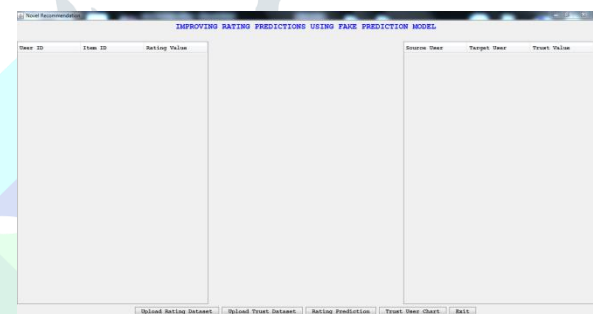 Novel Recommendation
IMPROVING RATING PREDICTIONS USING FAKE PREDICTION MODEL
User ID Item ID Rating Value Source User Target User Trust Value
Upload Rating Dataset Upload Trust Dataset Rating Prediction Trust User Chart Exit